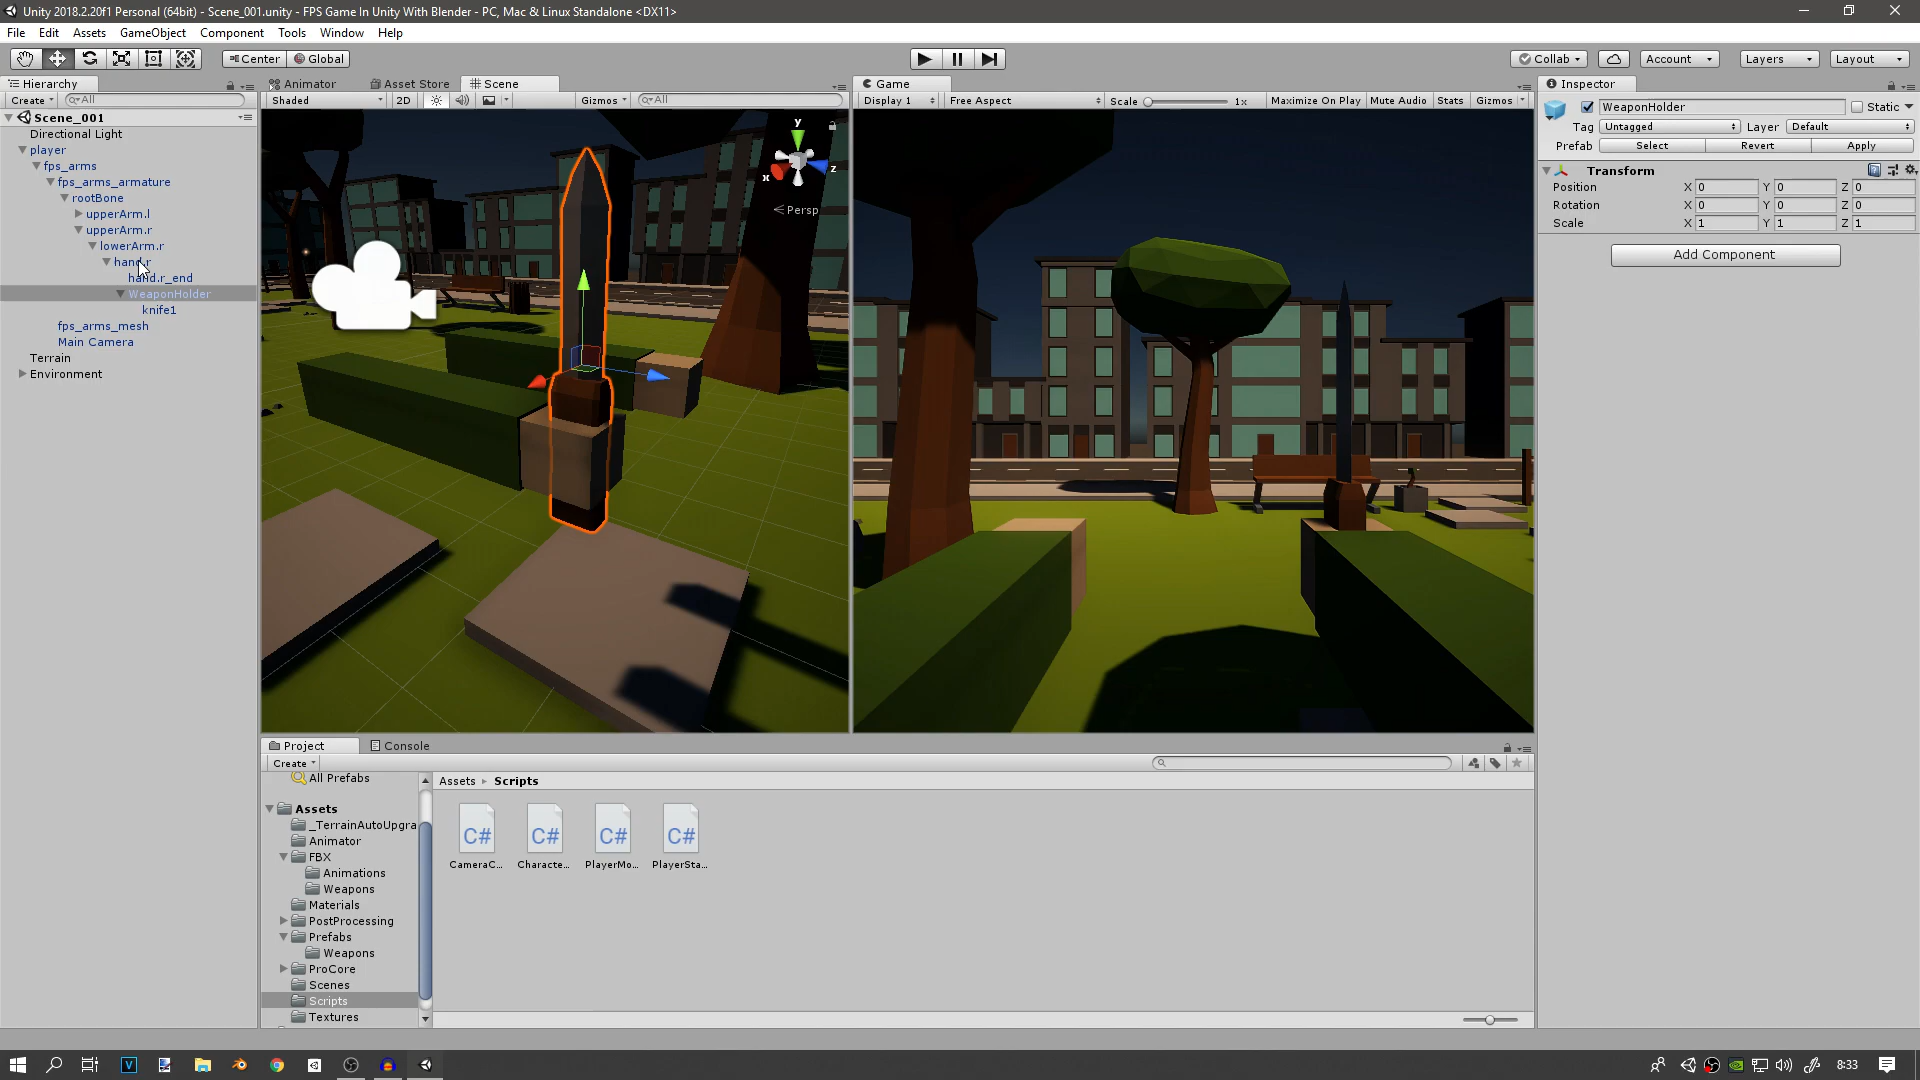 Unity 2018.2.20f1 Personal (64bit) - Scene_001.unity - FPS Game In Unity With Blender - PC, Mac & Linux Standalone <DX11>
File Edit Assets GameObject Component Tools Window Help
Center Global Collab Account Layers Layout
Hierarchy
Create All
Scene_001
Directional Light
player
fps_arms
fps_arms_armature
rootBone
upperArm.l
upperArm.r
lowerArm.r
hand.r
hand.r_end
WeaponHolder
knife1
fps_arms_mesh
Main Camera
Terrain
Environment
Animator Asset Store Scene
Shaded 2D Gizmos All
y
x
z
Persp
Game
Display 1 Free Aspect Scale 1x Maximize On Play Mute Audio Stats Gizmos
Inspector
WeaponHolder Static
Tag Untagged Layer Default
Prefab Select Revert Apply
Transform
Position X 0 Y 0 Z 0
Rotation X 0 Y 0 Z 0
Scale X 1 Y 1 Z 1
Add Component
Project Console
Create
All Prefabs
Assets
_TerrainAutoUpgra
Animator
FBX
Animations
Weapons
Materials
PostProcessing
Prefabs
Weapons
ProCore
Scenes
Scripts
Textures
Assets Scripts
C# C# C# C#
CameraC... Characte... PlayerMo... PlayerSta...
8:33